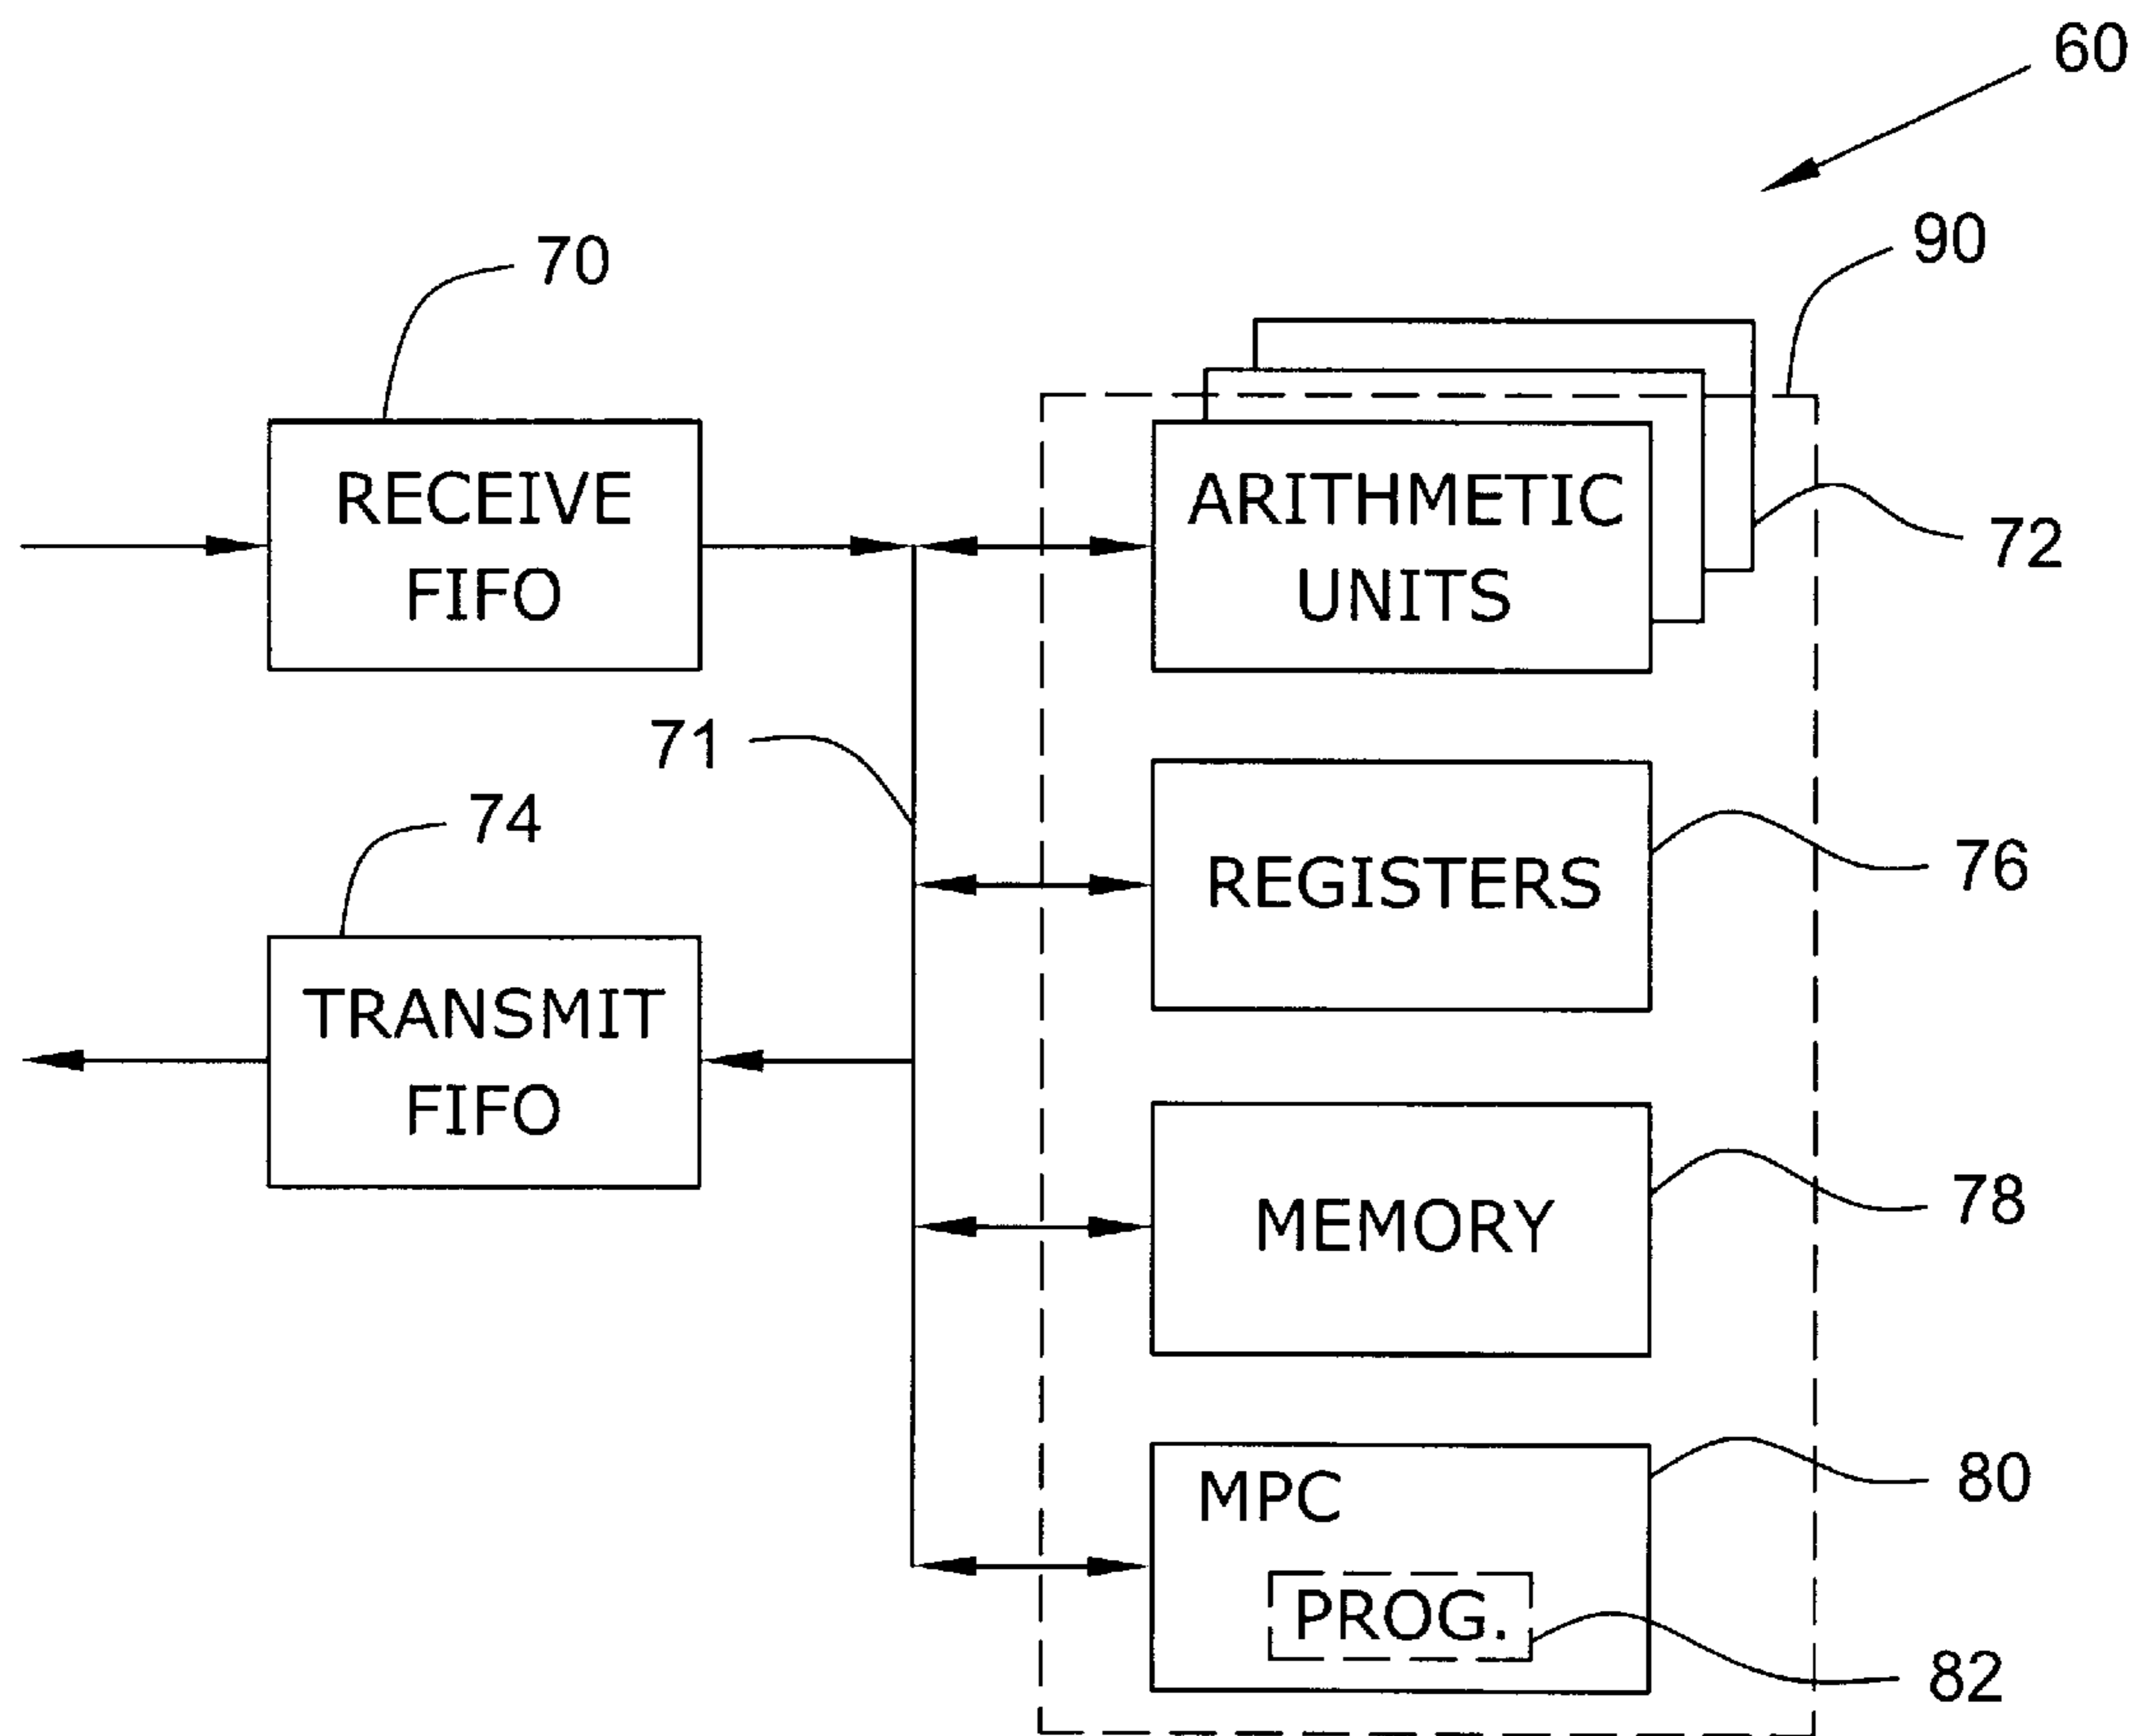 60
90
70
RECEIVE
FIFO
ARITHMETIC
UNITS
72
71
74
REGISTERS
76
TRANSMIT
FIFO
MEMORY
78
MPC
80
PROG.
82